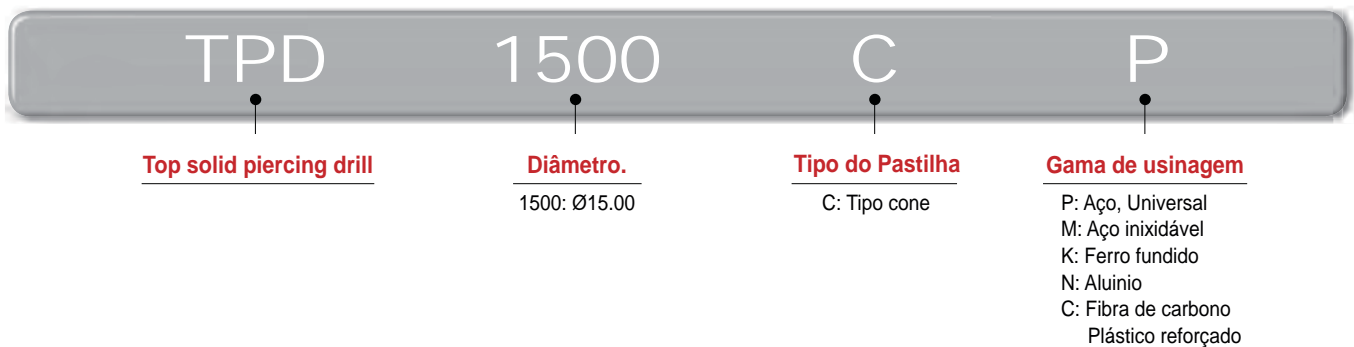 TPD 1500 C P
Top solid piercing drill
Diâmetro.
1500: Ø15.00
Tipo do Pastilha
C: Tipo cone
Gama de usinagem
P: Aço, Universal
M: Aço inixidável
K: Ferro fundido
N: Aluinio
C: Fibra de carbono
Plástico reforçado